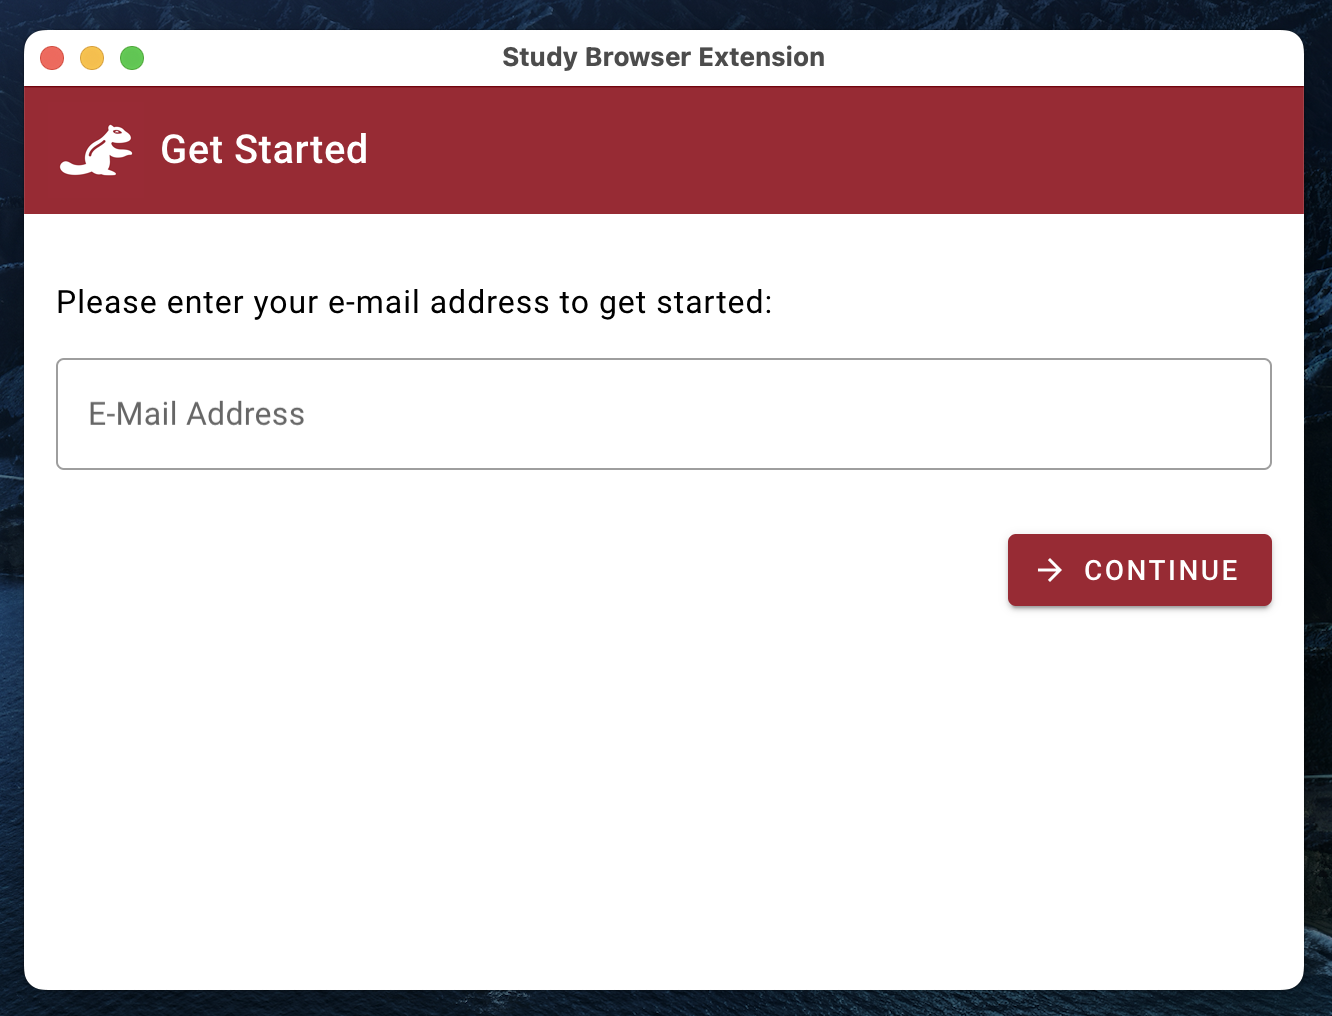 Study Browser Extension
Get Started
Please enter your e-mail address to get started:
E-Mail Address
CONTINUE